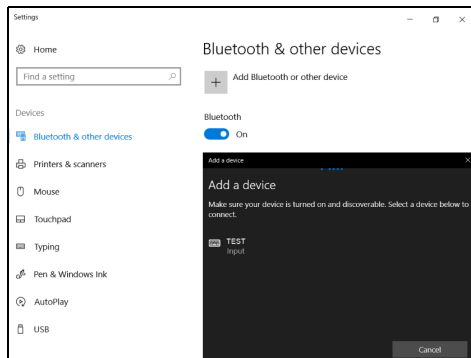 Settings
Home
Find a setting
Devices
Bluetooth & other devices
Printers & scanners
Mouse
Touchpad
Typing
Pen & Windows Ink
AutoPlay
USB
Bluetooth & other devices
Add Bluetooth or other device
Bluetooth
On
Add a device
Add a device
Make sure your device is turned on and discoverable. Select a device below to
connect.
TEST
Input
Cancel